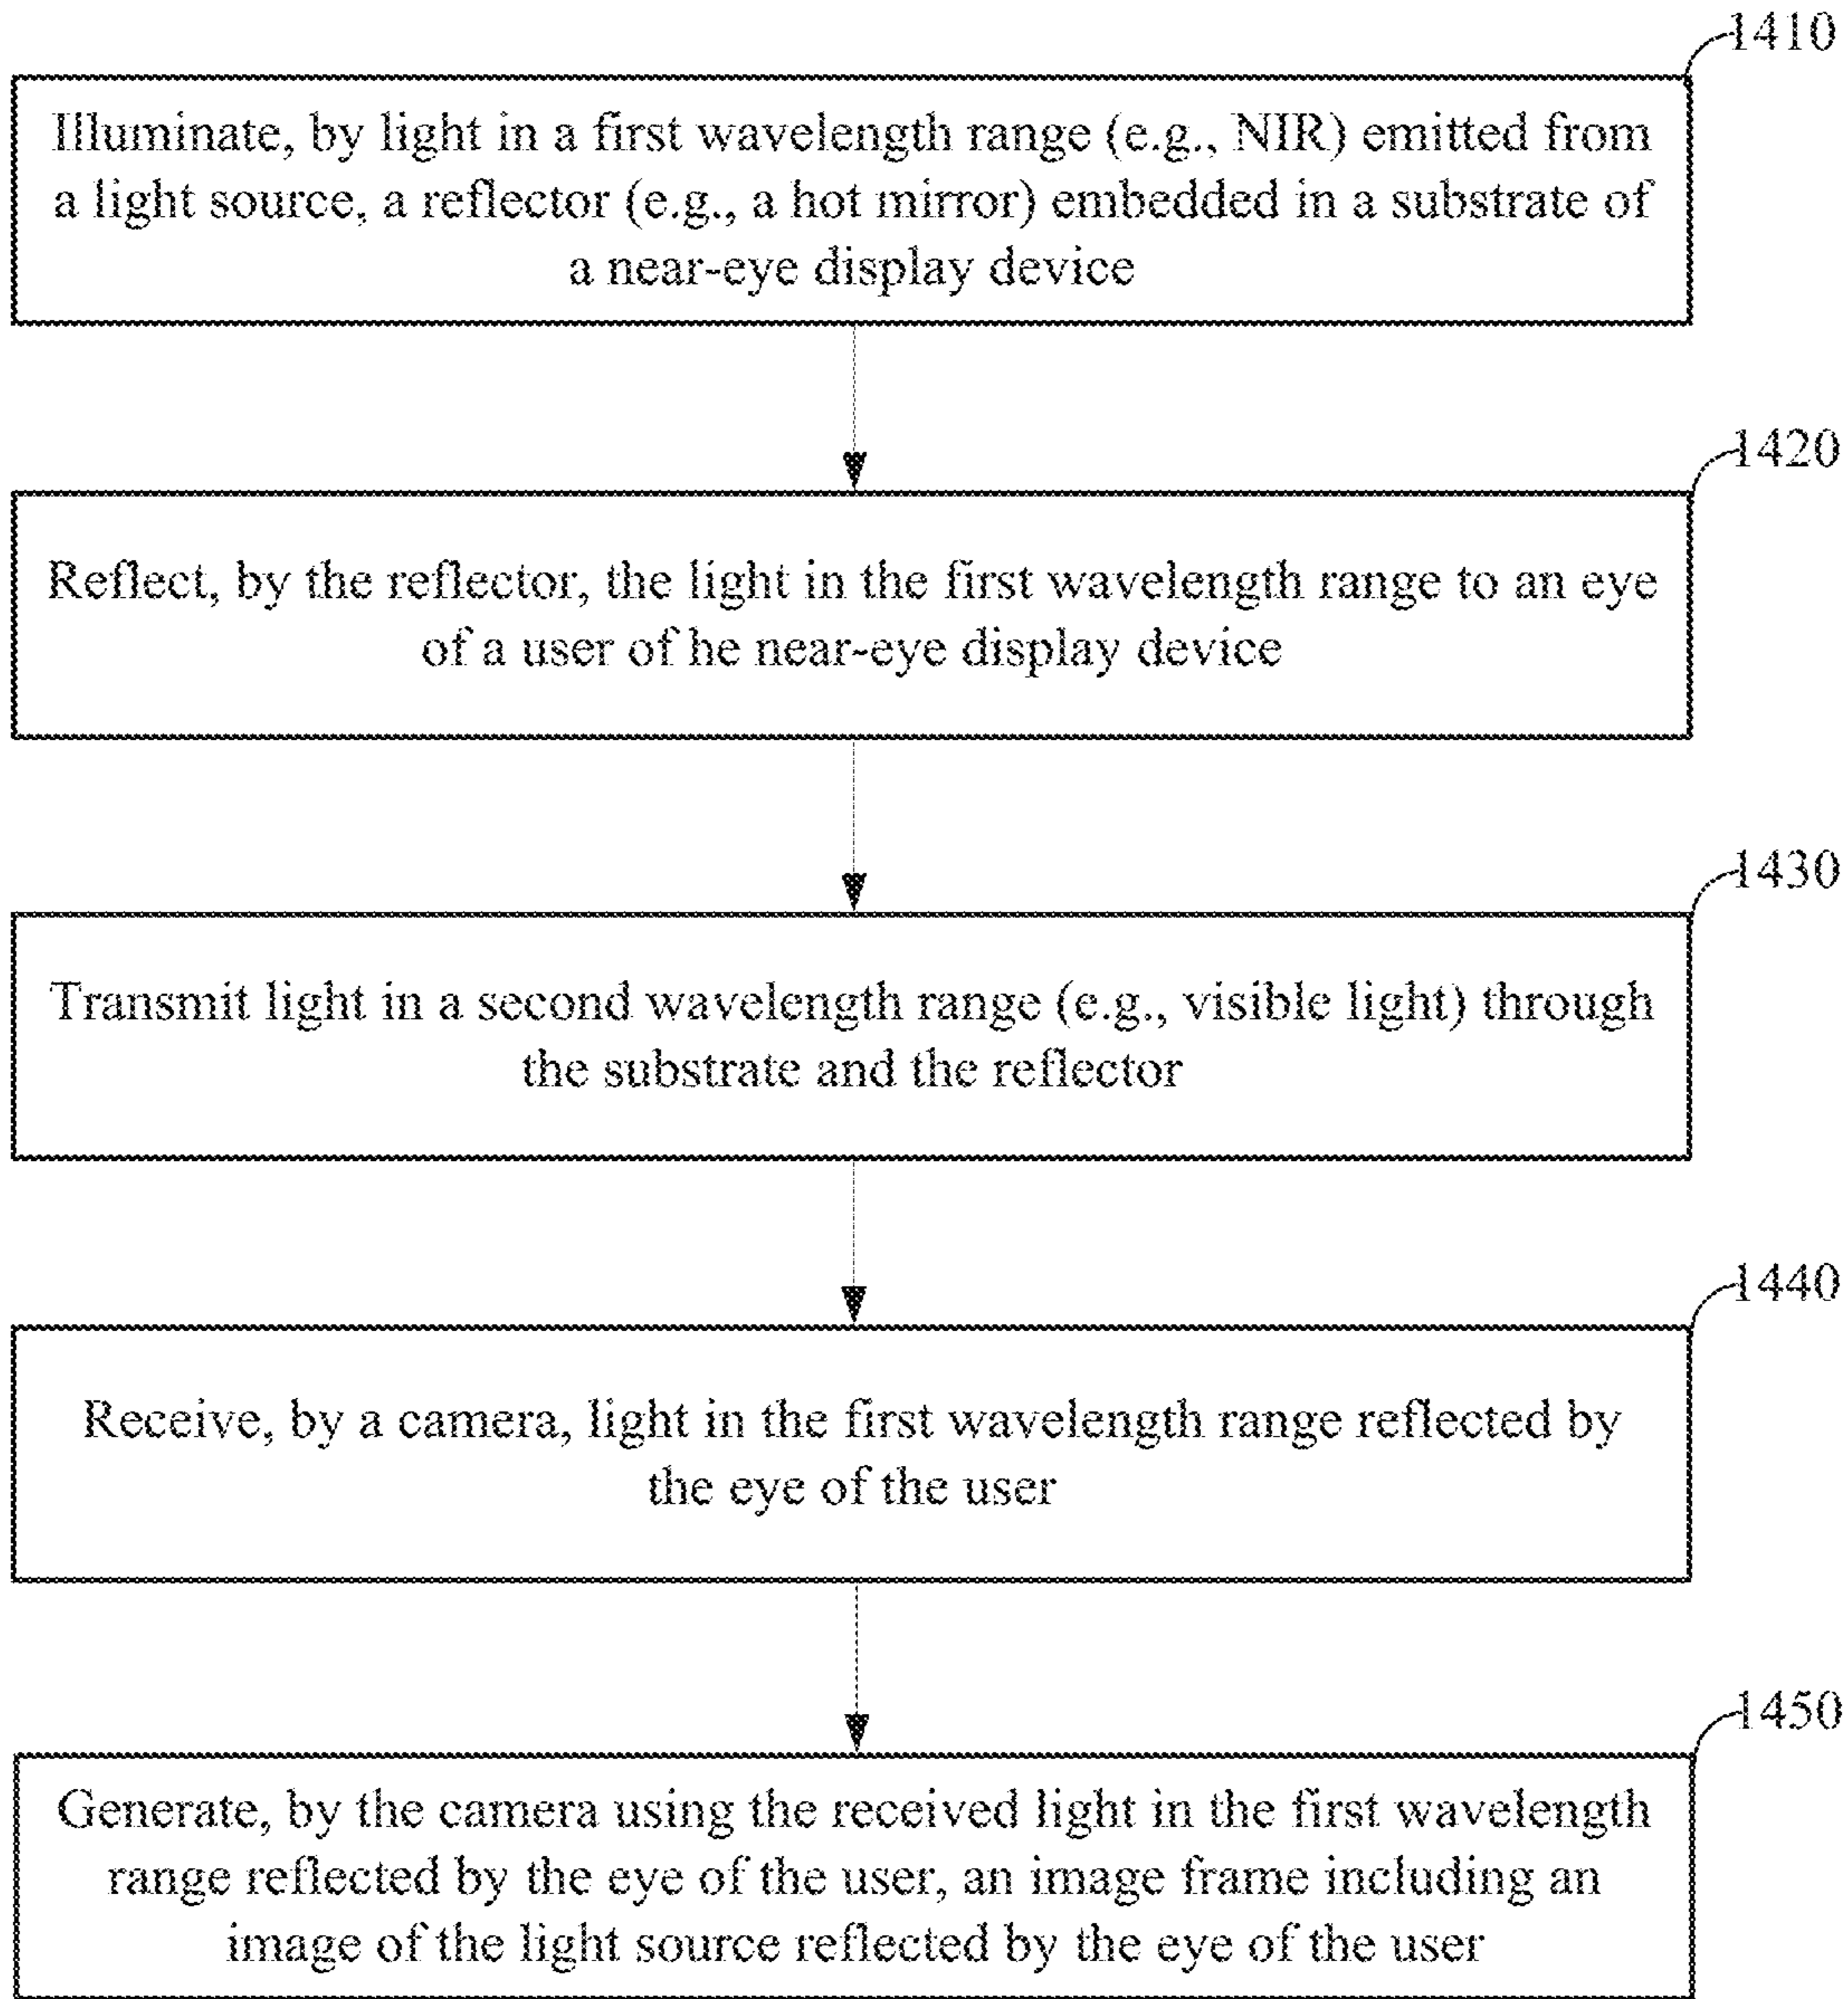 1410
Illuminate, by light in a first wavelength range (e.g., NIR) emitted from
a light source, a reflector (e.g., a hot mirror) embedded in a substrate of
a near-eye display device
1420
Reflect, by the reflector, the light in the first wavelength range to an eye
of a user of he near-eye display device
1430
Transmit light in a second wavelength range (e.g., visible light) through
the substrate and the reflector
1440
Receive, by a camera, light in the first wavelength range reflected by
the eye of the user
1450
Generate, by the camera using the received light in the first wavelength
range reflected by the eye of the user, an image frame including an
image of the light source reflected by the eye of the user